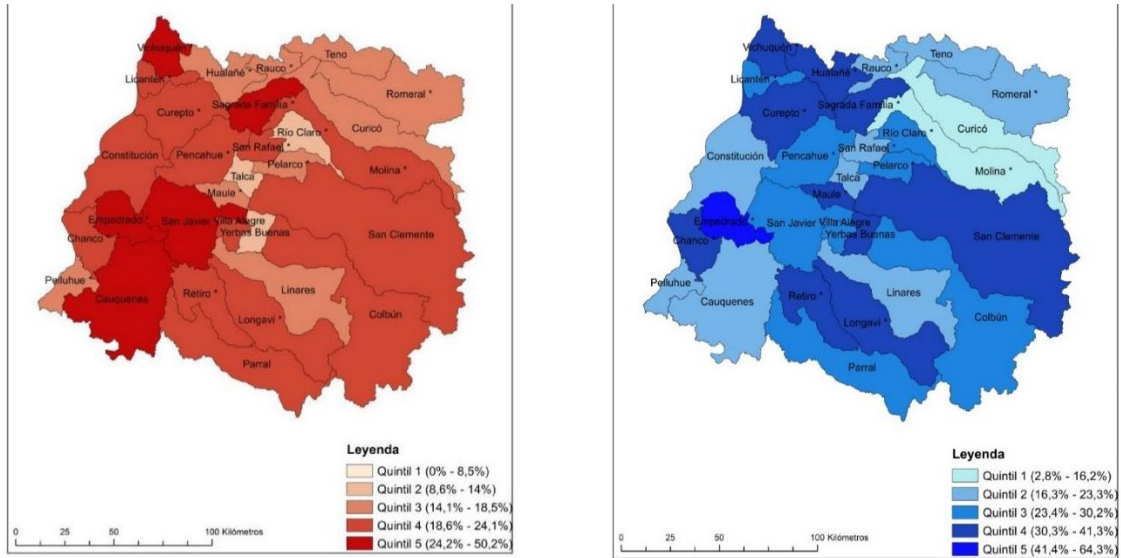 Vichuquén *
Teno
Hualañé *
Rauco *
Licantén *
Romeral *
Sagrada Familia *
Curepto *
Río Claro *
Curicó
San Rafael *
Constitución
Pencahue *
Molina *
Pelarco *
Talca
Maule *
Empedrado *
San Javier
Villa Alegre
Yerbas Buenas
Chanco *
San Clemente
Pelluhue *
Cauquenes
Retiro *
Linares
Longaví *
Colbún
Parral
Leyenda
Quintil 1 (0% - 8,5%)
Quintil 2 (8,6% - 14%)
Quintil 3 (14,1% - 18,5%)
Quintil 4 (18,6% - 24,1%)
Quintil 5 (24,2% - 50,2%)
0 25 50 100 Kilómetros
Vichuquén *
Teno
Hualañé *
Rauco *
Licantén *
Romeral *
Sagrada Familia *
Curepto *
Río Claro *
Curicó
San Rafael *
Constitución
Pencahue *
Molina *
Pelarco *
Talca
Maule *
Empedrado *
San Javier
Villa Alegre
Yerbas Buenas
Chanco *
San Clemente
Pelluhue *
Cauquenes
Retiro *
Linares
Longaví *
Colbún
Parral
Leyenda
Quintil 1 (2,8% - 16,2%)
Quintil 2 (16,3% - 23,3%)
Quintil 3 (23,4% - 30,2%)
Quintil 4 (30,3% - 41,3%)
Quintil 5 (41,4% - 64,3%)
0 25 50 100 Kilómetros